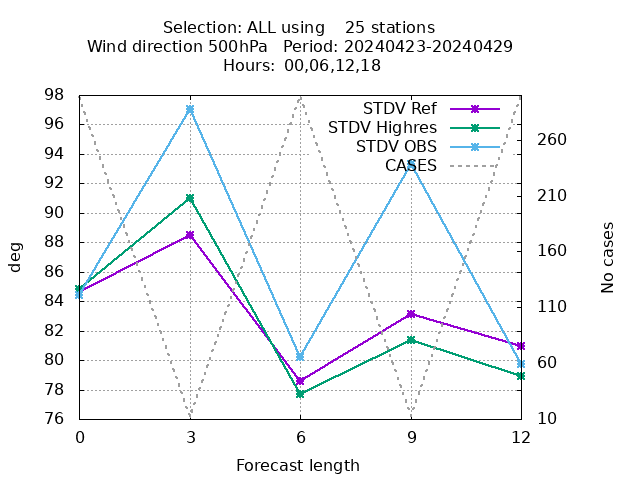 Selection: ALL using    25 stations
Wind direction 500hPa   Period: 20240423-20240429
Hours: 00,06,12,18
98
96
94
92
90
88
86
84
82
80
78
76
deg
STDV Ref
STDV Highres
STDV OBS
CASES
260
210
160
110
60
10
No cases
0 3 6 9 12
Forecast length